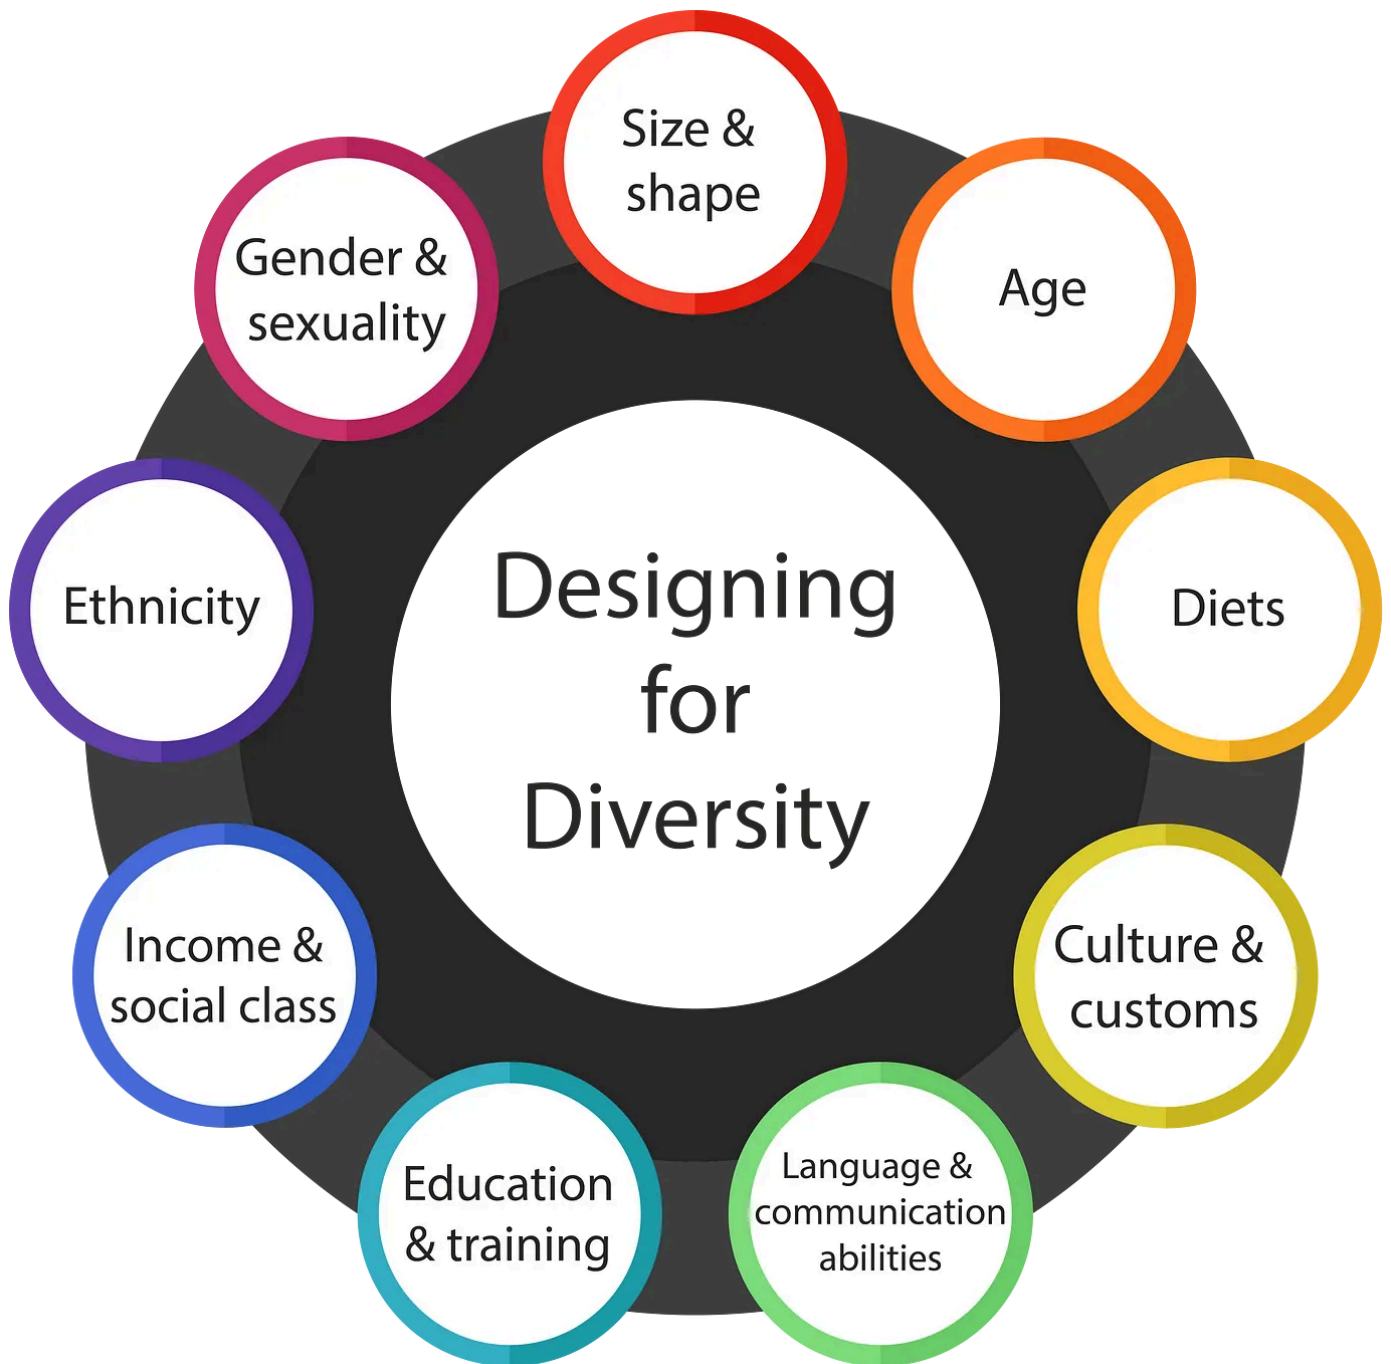 Designing
for
Diversity
Size &
shape
Age
Diets
Culture &
customs
Language &
communication
abilities
Education
& training
Income &
social class
Ethnicity
Gender &
sexuality